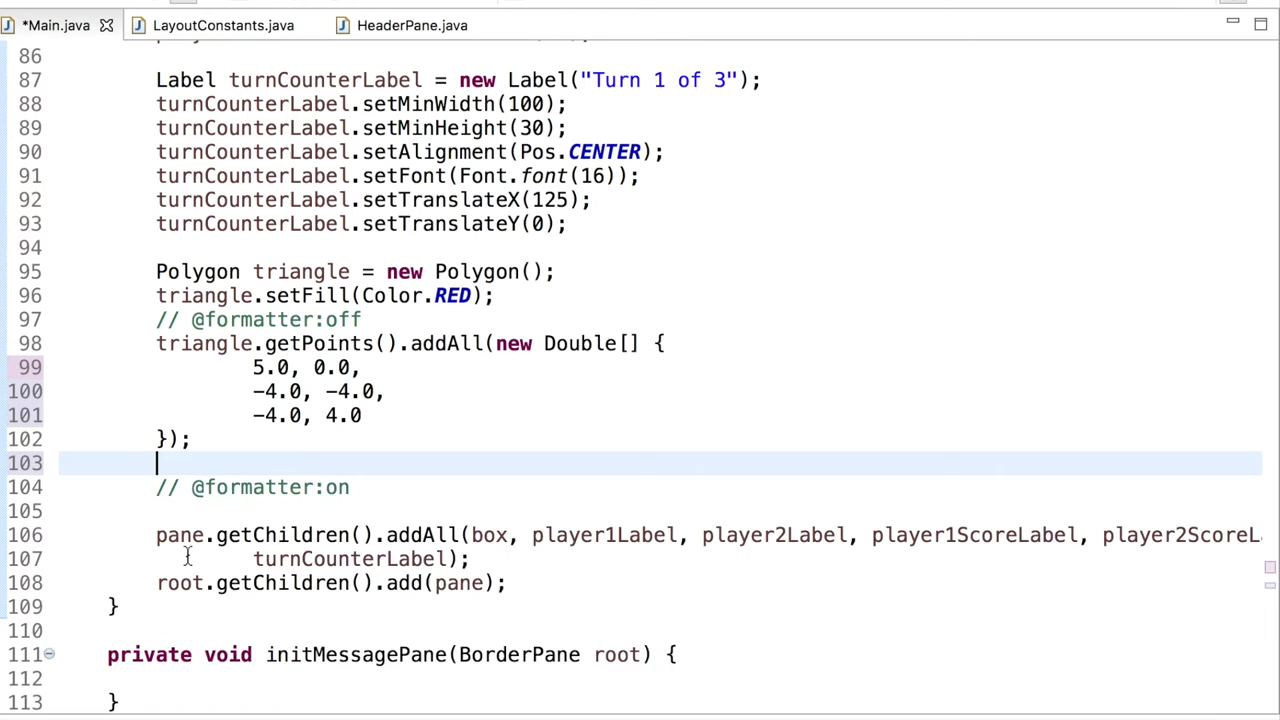 *Main.java
LayoutConstants.java
HeaderPane.java
86
87 Label turnCounterLabel = new Label("Turn 1 of 3");
88 turnCounterLabel.setMinWidth(100);
89 turnCounterLabel.setMinHeight(30);
90 turnCounterLabel.setAlignment(Pos.CENTER);
91 turnCounterLabel.setFont(Font.font(16));
92 turnCounterLabel.setTranslateX(125);
93 turnCounterLabel.setTranslateY(0);
94
95 Polygon triangle = new Polygon();
96 triangle.setFill(Color.RED);
97 // @formatter:off
98 triangle.getPoints().addAll(new Double[] {
99 5.0, 0.0,
100 -4.0, -4.0,
101 -4.0, 4.0
102 });
103
104 // @formatter:on
105
106 pane.getChildren().addAll(box, player1Label, player2Label, player1ScoreLabel, player2ScoreL
107 turnCounterLabel);
108 root.getChildren().add(pane);
109 }
110
111 private void initMessagePane(BorderPane root) {
112
113 }